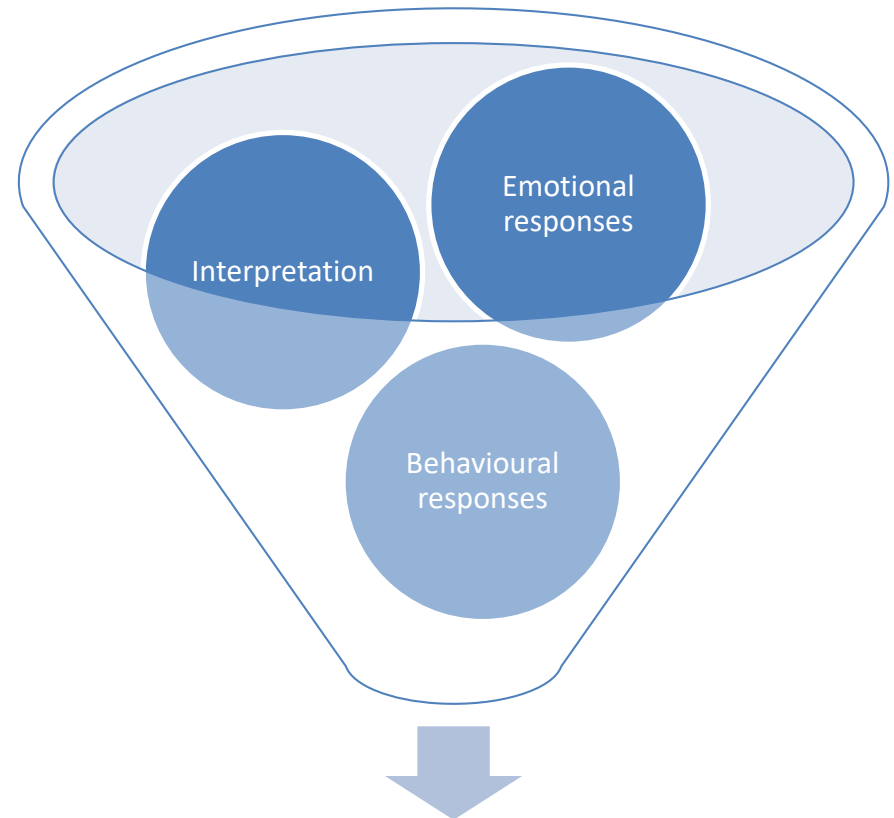 Emotional
responses
Interpretation
Behavioural
responses